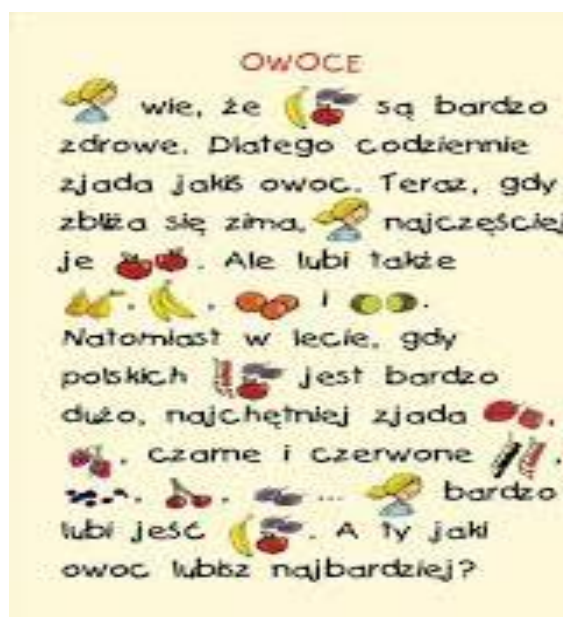 OWOCE
wie, że są bardzo
zdrowe. Dlatego codziennie
zjada jakiś owoc. Teraz, gdy
zbliża się zima, najczęściej
je . Ale lubi także
, , i .
Natomiast w lecie, gdy
polskich jest bardzo
dużo, najchętniej zjada ,
, czarne i czerwone ,
, , ... bardzo
lubi jeść . A ty jaki
owoc lubisz najbardziej?